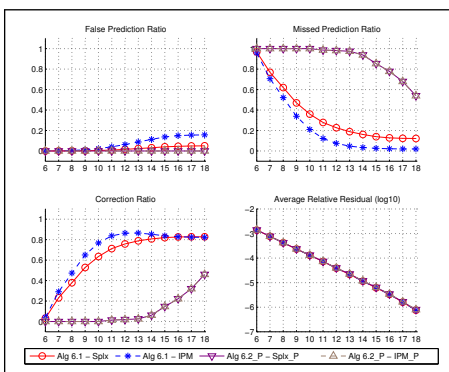 False Prediction Ratio
Missed Prediction Ratio
1
0.8
0.6
0.4
0.2
0
6 7 8 9 10 11 12 13 14 15 16 17 18
1
0.8
0.6
0.4
0.2
0
6 7 8 9 10 11 12 13 14 15 16 17 18
Correction Ratio
Average Relative Residual (log10)
1
0.8
0.6
0.4
0.2
0
6 7 8 9 10 11 12 13 14 15 16 17 18
−2
−3
−4
−5
−6
−7
6 7 8 9 10 11 12 13 14 15 16 17 18
Alg 6.1 − Splx
Alg 6.1 − IPM
Alg 6.2_P − Splx_P
Alg 6.2_P − IPM_P